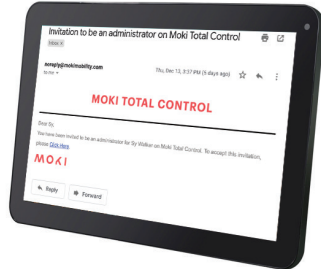 Invitation to be an administrator on Moki Total Control
Inbox ×
noreply@mokimobility.com
Thu, Dec 13, 3:37 PM (5 days ago)
to me
MOKI TOTAL CONTROL
Dear Sy,
You have been invited to be an administrator for Sy Walker on Moki Total Control. To accept this invitation,
please Click Here.
MOKI
Reply
Forward